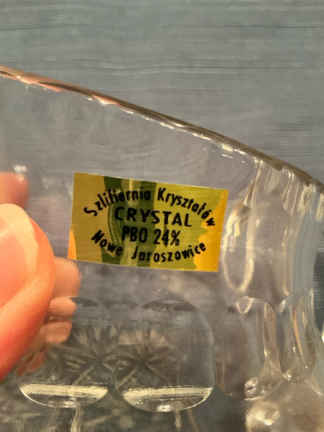 Szlifiernia Kryształów
CRYSTAL
PBO 24%
Nowe Jaroszowice